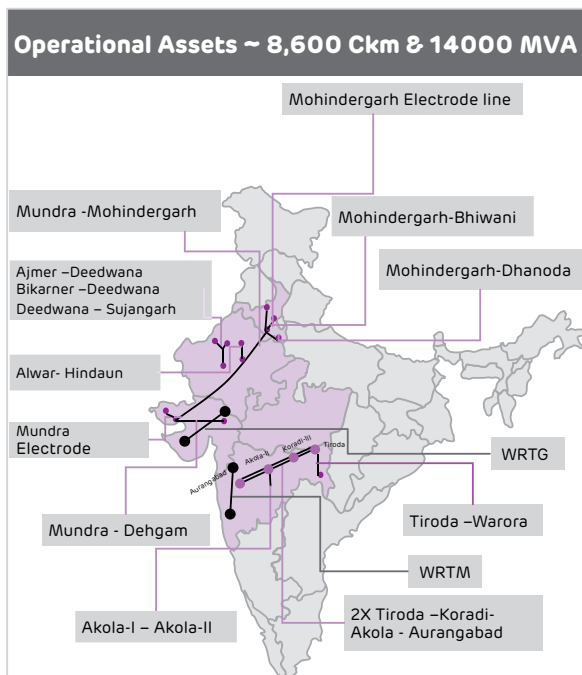 Operational Assets ~ 8,600 Ckm & 14000 MVA
Mohindergarh Electrode line
Mundra -Mohindergarh
Mohindergarh-Bhiwani
Ajmer –Deedwana
Bikarner –Deedwana
Deedwana – Sujangarh
Mohindergarh-Dhanoda
Alwar- Hindaun
Mundra
Electrode
WRTG
Aurangabad
Akola-II
Koradi-III
Tiroda
Mundra - Dehgam
Tiroda –Warora
WRTM
Akola-I – Akola-II
2X Tiroda –Koradi-
Akola - Aurangabad